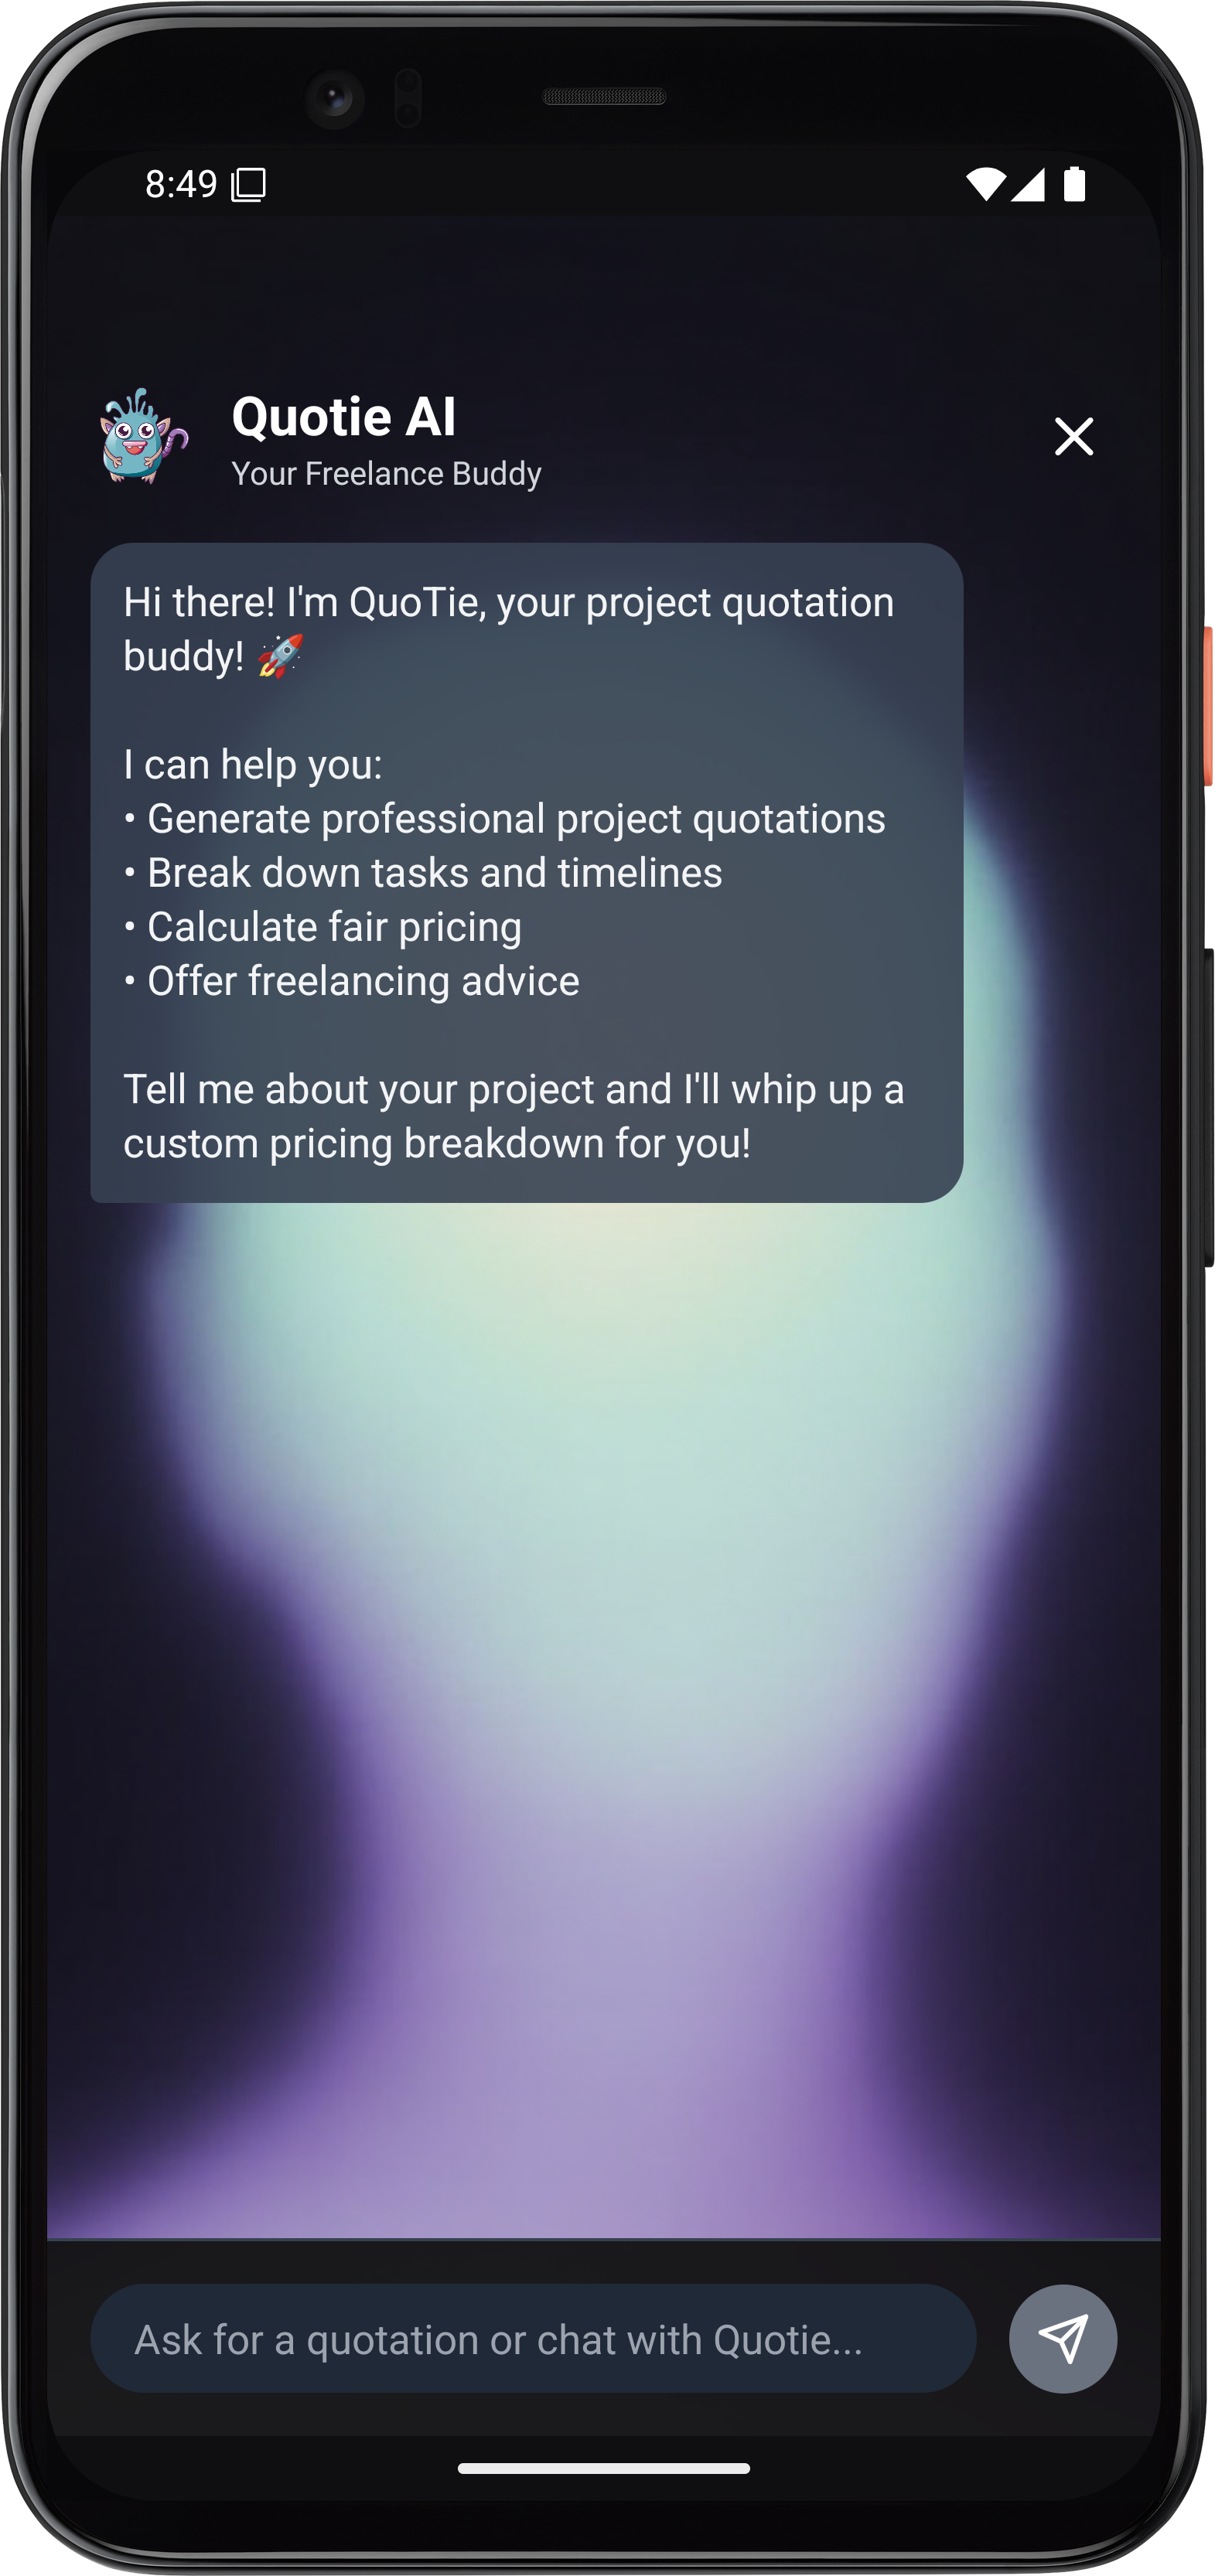 8:49
Quotie AI
Your Freelance Buddy
Hi there! I'm QuoTie, your project quotation
buddy! 🚀
I can help you:
• Generate professional project quotations
• Break down tasks and timelines
• Calculate fair pricing
• Offer freelancing advice
Tell me about your project and I'll whip up a
custom pricing breakdown for you!
Ask for a quotation or chat with Quotie...